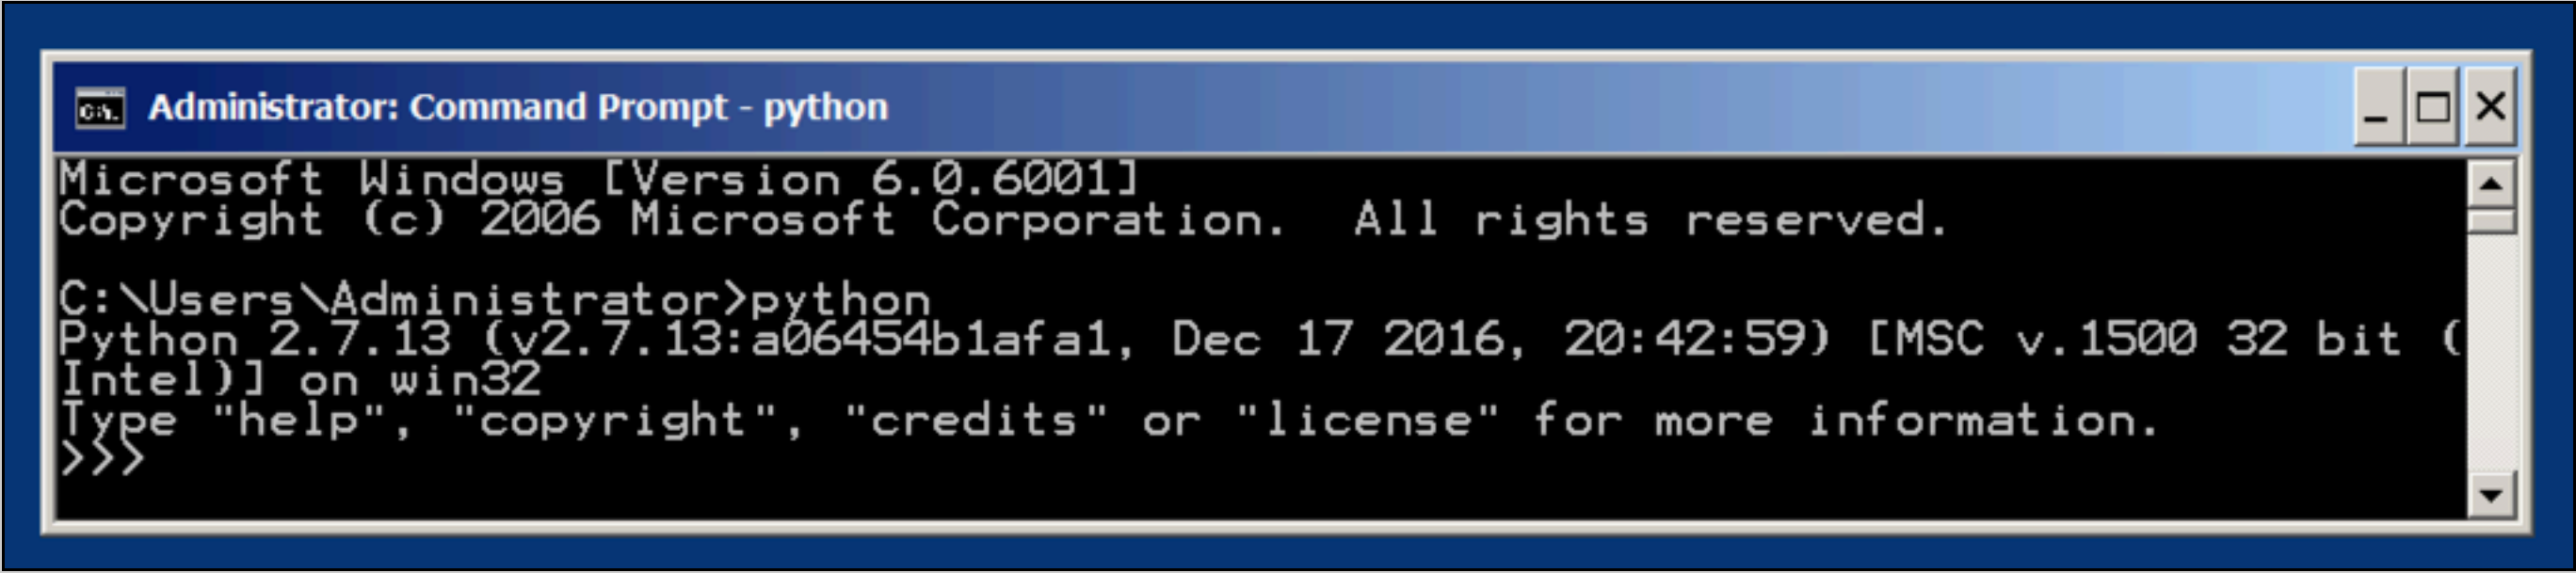 Administrator: Command Prompt - python
Microsoft Windows [Version 6.0.6001]
Copyright (c) 2006 Microsoft Corporation.  All rights reserved.
C:\Users\Administrator>python
Python 2.7.13 (v2.7.13:a06454b1afa1, Dec 17 2016, 20:42:59) [MSC v.1500 32 bit (
Intel)] on win32
Type "help", "copyright", "credits" or "license" for more information.
>>>